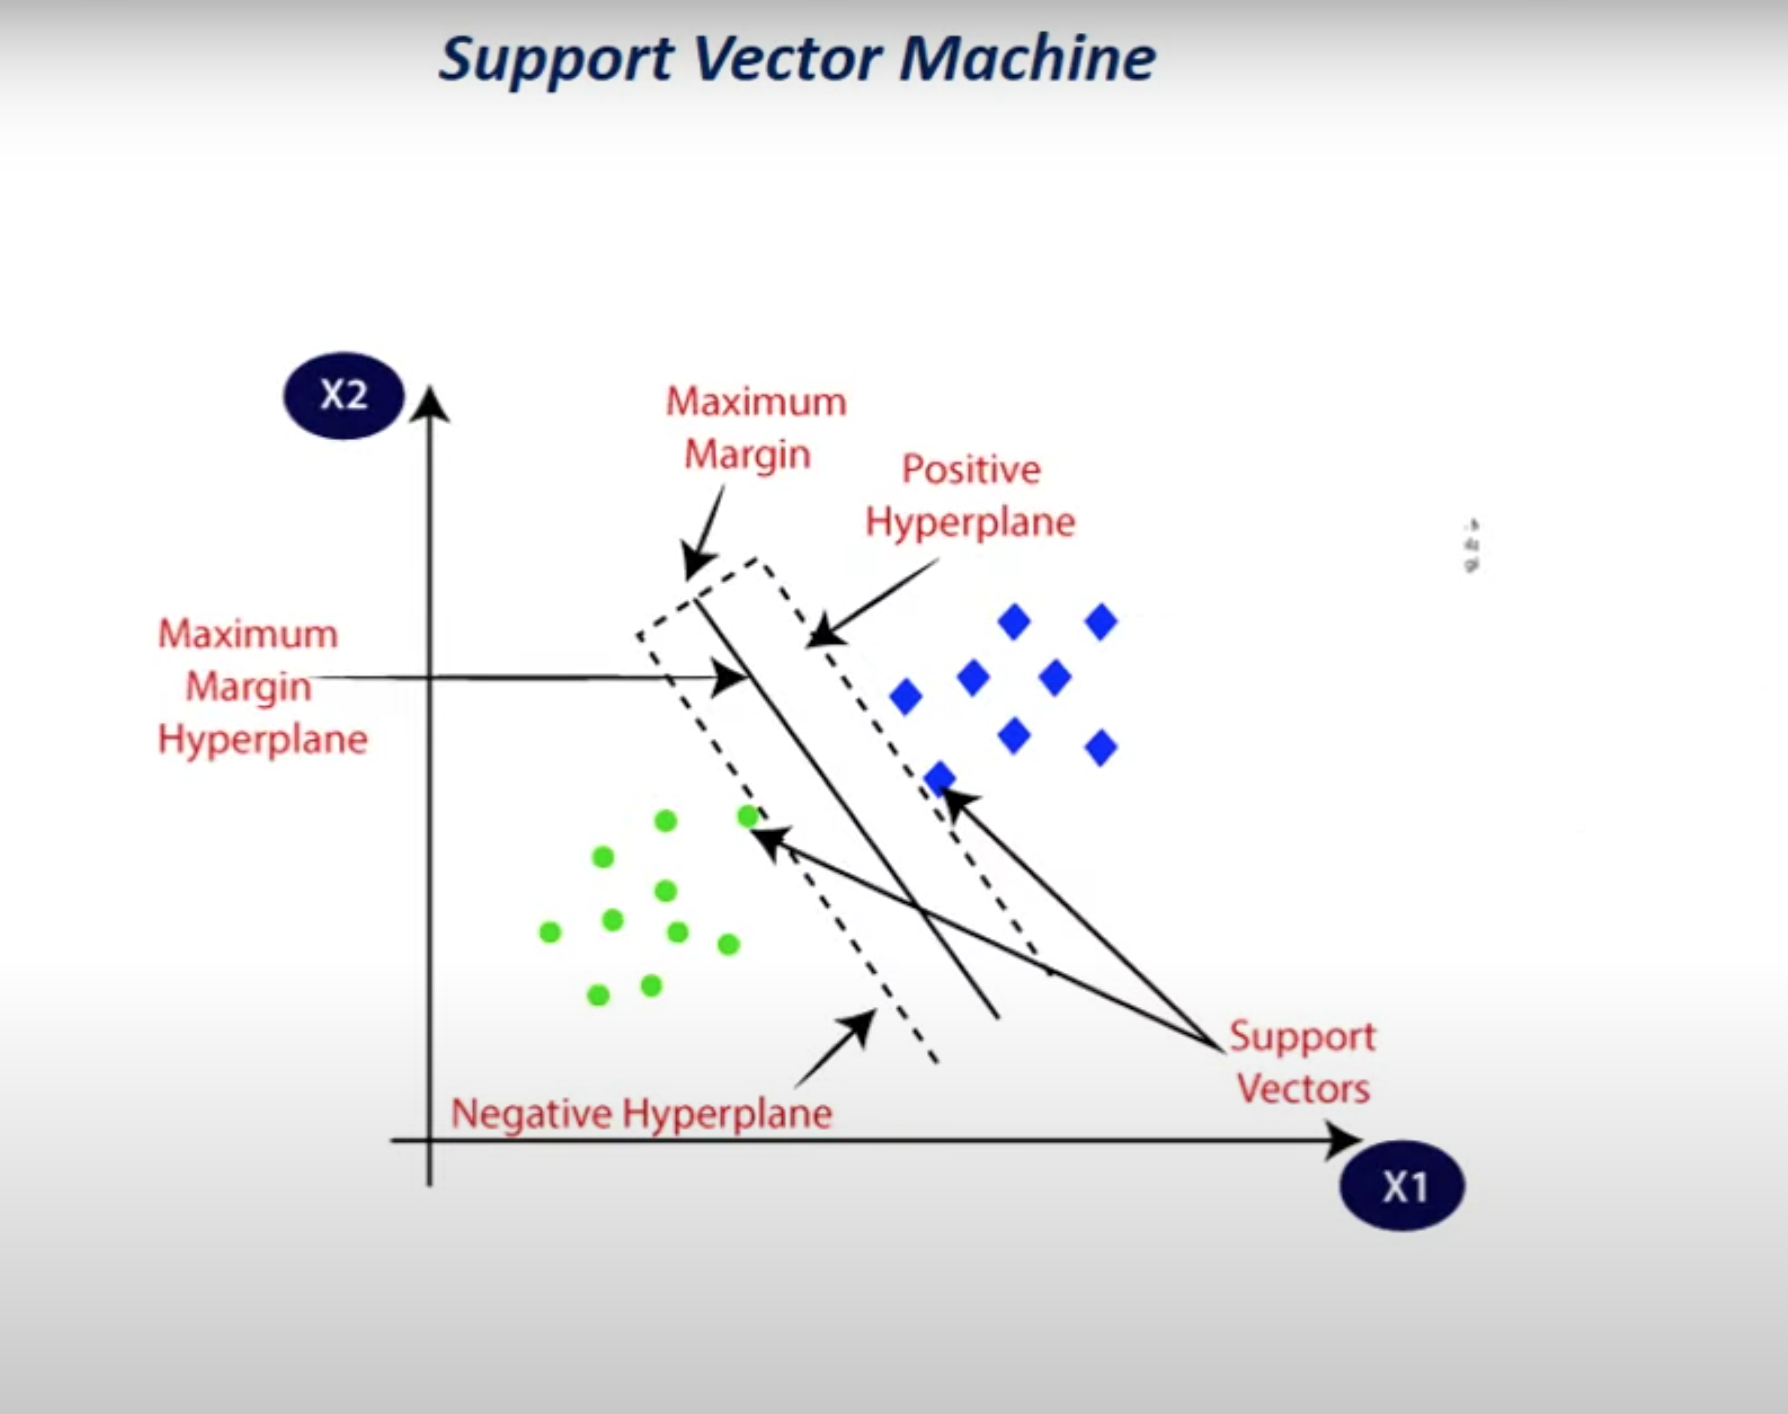 Support Vector Machine
X2
Maximum
Margin
Positive
Hyperplane
Maximum
Margin
Hyperplane
Support
Vectors
Negative Hyperplane
X1